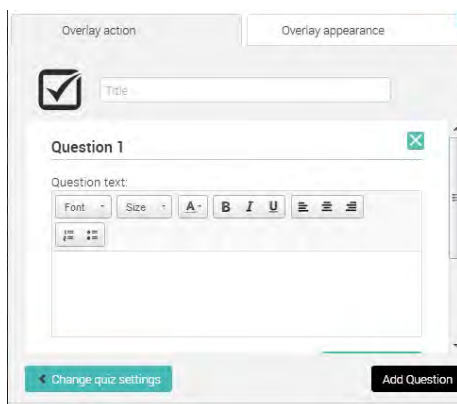 Overlay action Overlay appearance
Title
Question 1
Question text:
Font Size A B I U
Change quiz settings Add Question